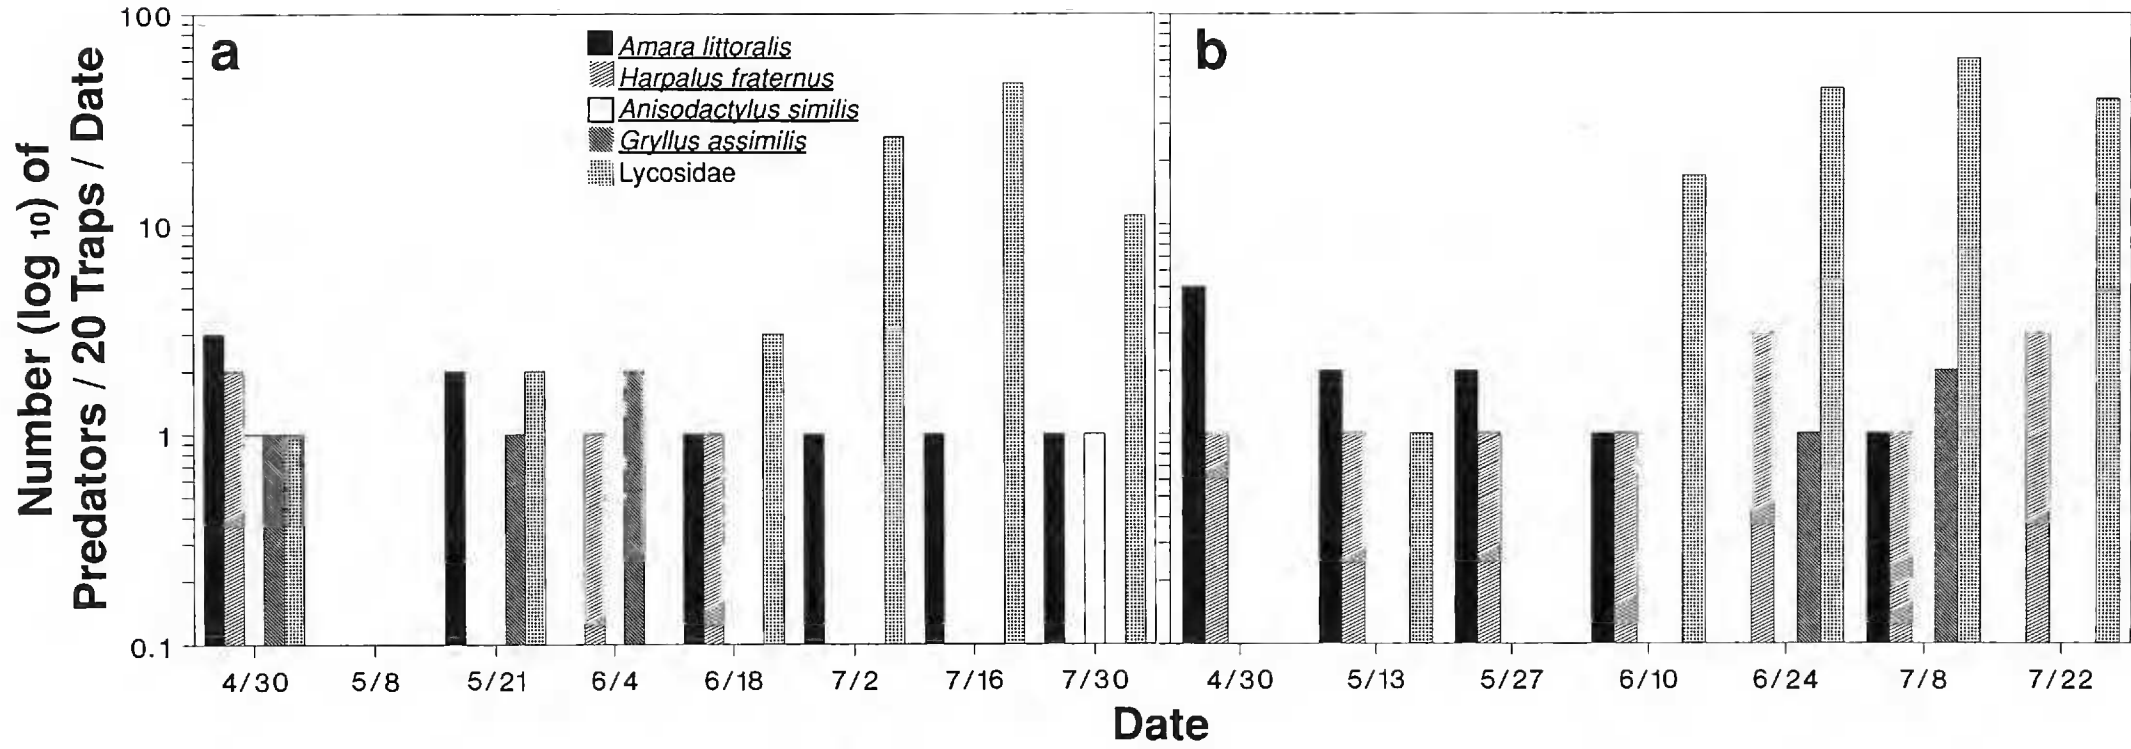 Number (log 10) of
Predators / 20 Traps / Date
100
10
1
0.1
a
Amara littoralis
Harpalus fraternus
Anisodactylus similis
Gryllus assimilis
Lycosidae
b
4/30 5/8 5/21 6/4 6/18 7/2 7/16 7/30
4/30 5/13 5/27 6/10 6/24 7/8 7/22
Date